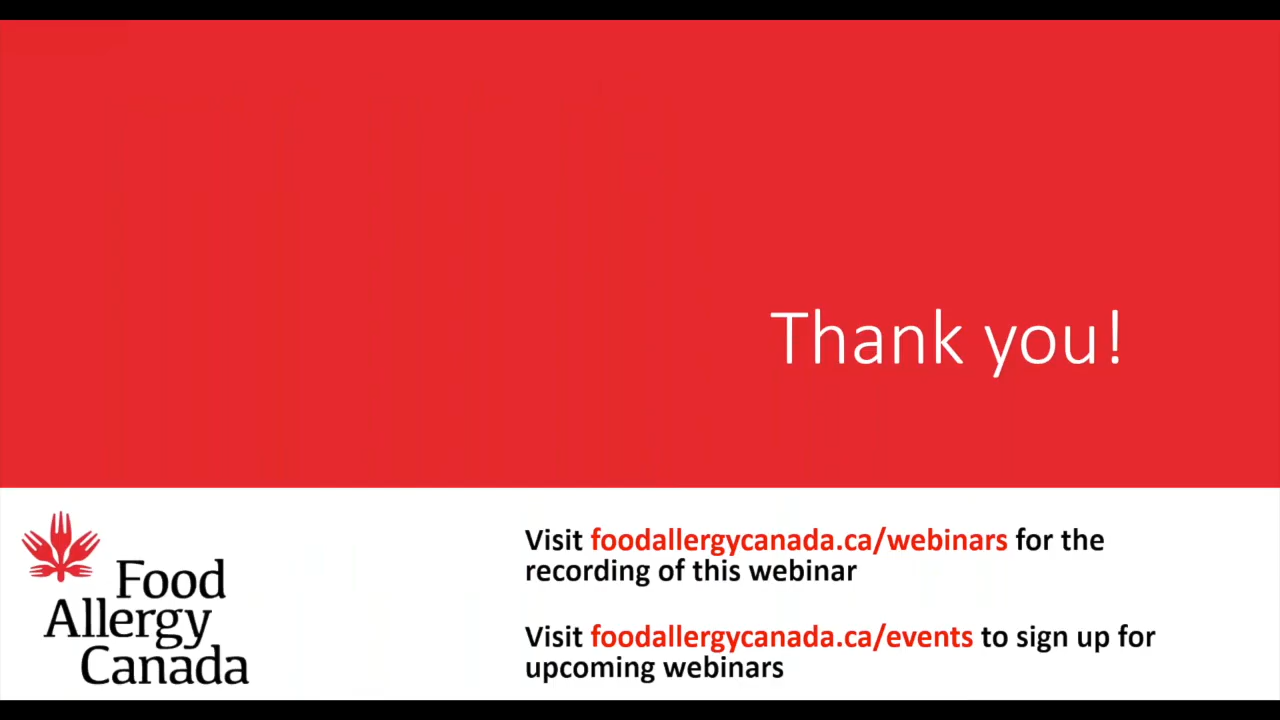 Thank you!
Food
Allergy
Canada
Visit foodallergycanada.ca/webinars for the
recording of this webinar
Visit foodallergycanada.ca/events to sign up for
upcoming webinars